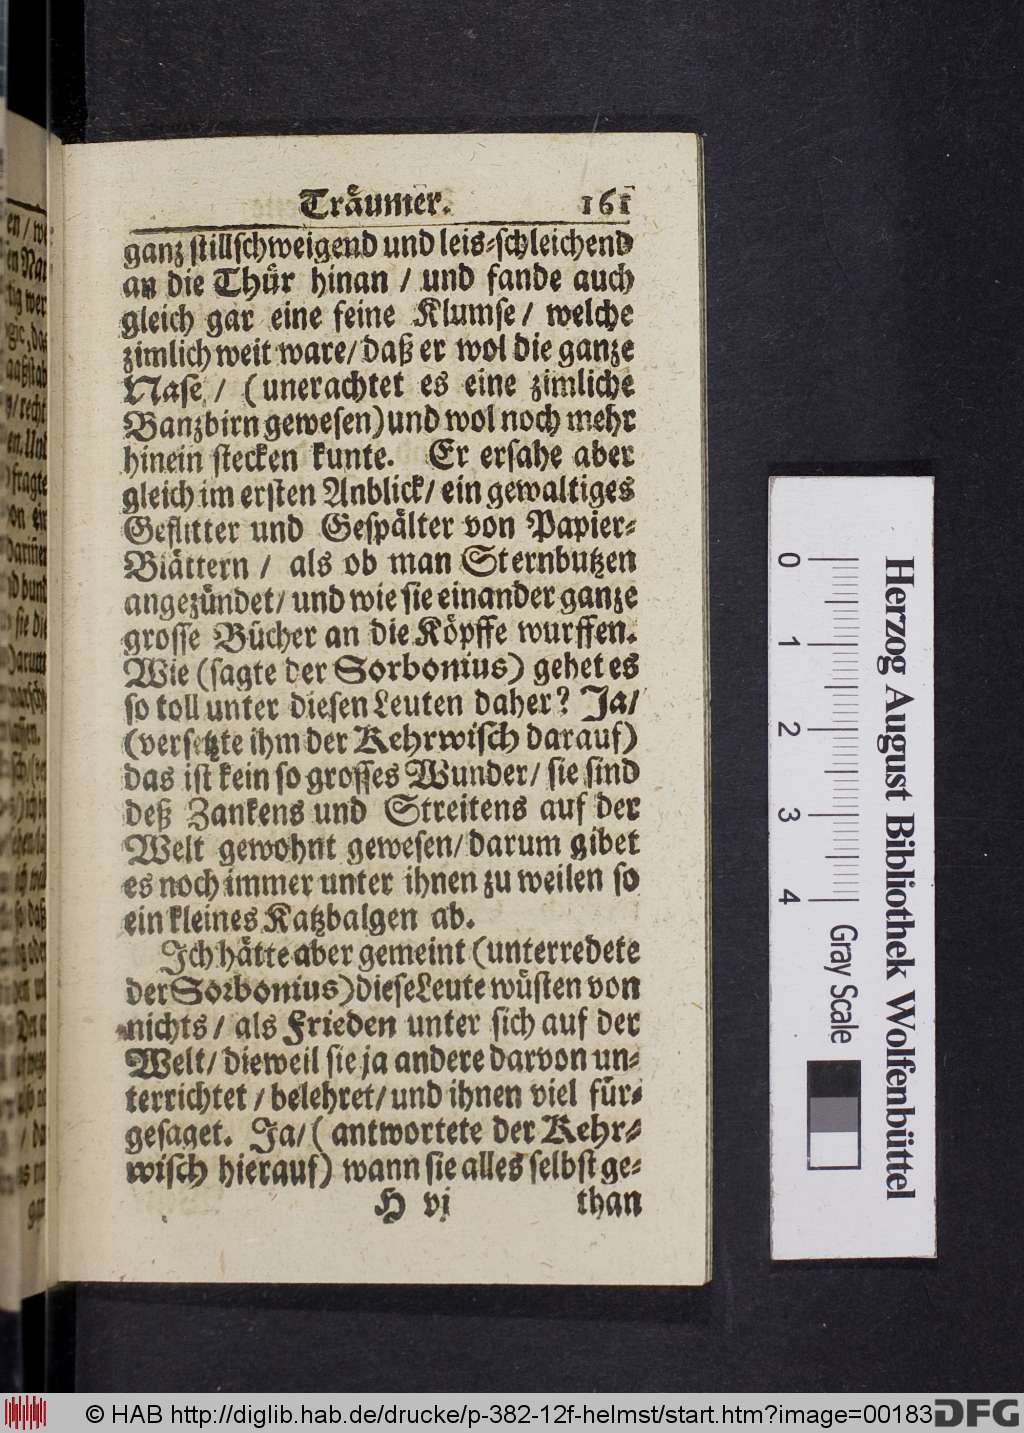 Träumer. 161
ganz stillschweigend und leis-schleichend
an die Thür hinan / und fande auch
gleich gar eine feine Klumse / welche
zimlich weit ware / daß er wol die ganze
Nase / (unerachtet es eine zimliche
Banzbirn gewesen) und wol noch mehr
hinein stecken kunte. Er ersahe aber
gleich im ersten Anblick / ein gewaltiges
Geflitter und Gespälter von Papier-
Blättern / als ob man Sternbutzen
angezündet / und wie sie einander ganze
grosse Bücher an die Köpffe wurffen.
Wie (sagte der Sorbonius) gehet es
so toll unter diesen Leuten daher? Ja /
(versetzte ihm der Kehrwisch darauf)
das ist kein so grosses Wunder / sie sind
deß Zankens und Streitens auf der
Welt gewohnt gewesen / darum gibet
es noch immer unter ihnen zu weilen so
ein kleines Katzbalgen ab.
Ich hätte aber gemeint (unterredete
der Sorbonius) diese Leute wüsten von
nichts / als Frieden unter sich auf der
Welt / dieweil sie ja andere darvon un-
terrichtet / belehret / und ihnen viel für-
gesaget. Ja / (antwortete der Kehr-
wisch hierauf) wann sie alles selbst ge-
H vj than
0 1 2 3 4
Gray Scale
Herzog August Bibliothek Wolfenbüttel
© HAB http://diglib.hab.de/drucke/p-382-12f-helmst/start.htm?image=00183
DFG